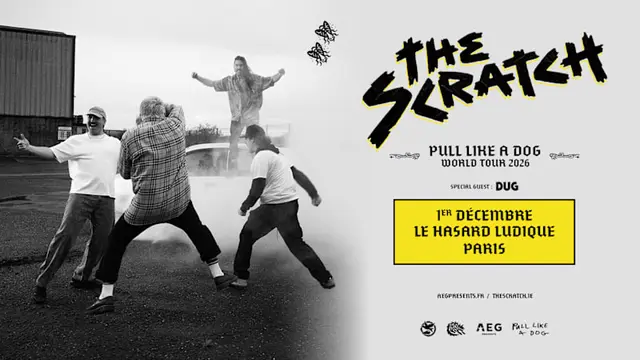 THE
SCRATCH
PULL LIKE A DOG
WORLD TOUR 2026
SPECIAL GUEST : DUG
1ER DÉCEMBRE
LE HASARD LUDIQUE
PARIS
AEGPRESENTS.FR / THESCRATCH.IE
AEG
PRESENTS
PULL LIKE
A DOG